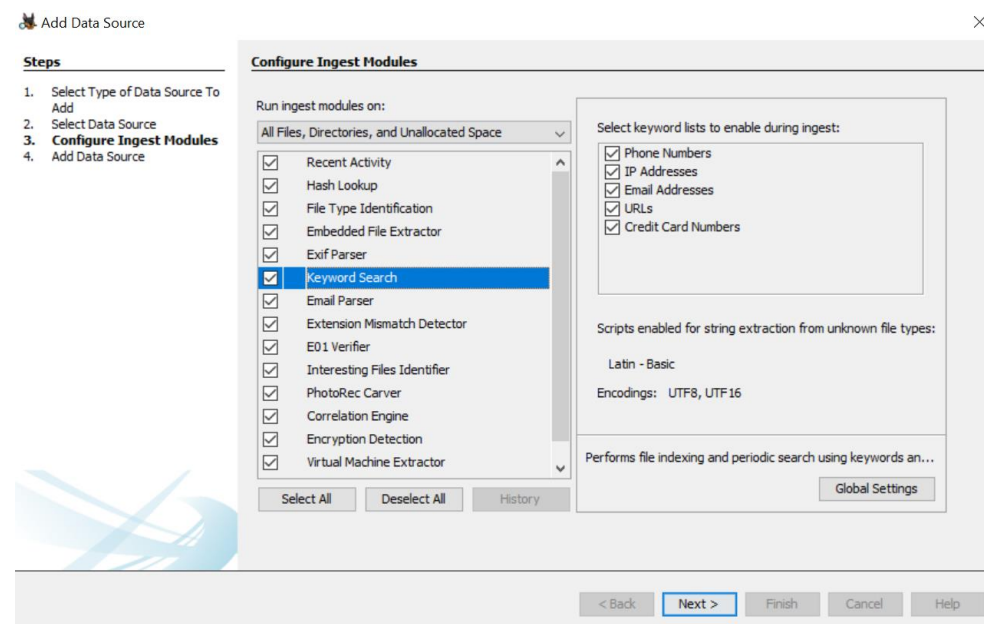 Add Data Source
Steps
1. Select Type of Data Source To
Add
2. Select Data Source
3. Configure Ingest Modules
4. Add Data Source
Configure Ingest Modules
Run ingest modules on:
All Files, Directories, and Unallocated Space
Recent Activity
Hash Lookup
File Type Identification
Embedded File Extractor
Exif Parser
Keyword Search
Email Parser
Extension Mismatch Detector
E01 Verifier
Interesting Files Identifier
PhotoRec Carver
Correlation Engine
Encryption Detection
Virtual Machine Extractor
Select All
Deselect All
History
Select keyword lists to enable during ingest:
Phone Numbers
IP Addresses
Email Addresses
URLs
Credit Card Numbers
Scripts enabled for string extraction from unknown file types:
Latin - Basic
Encodings: UTF8, UTF16
Performs file indexing and periodic search using keywords an...
Global Settings
< Back
Next >
Finish
Cancel
Help